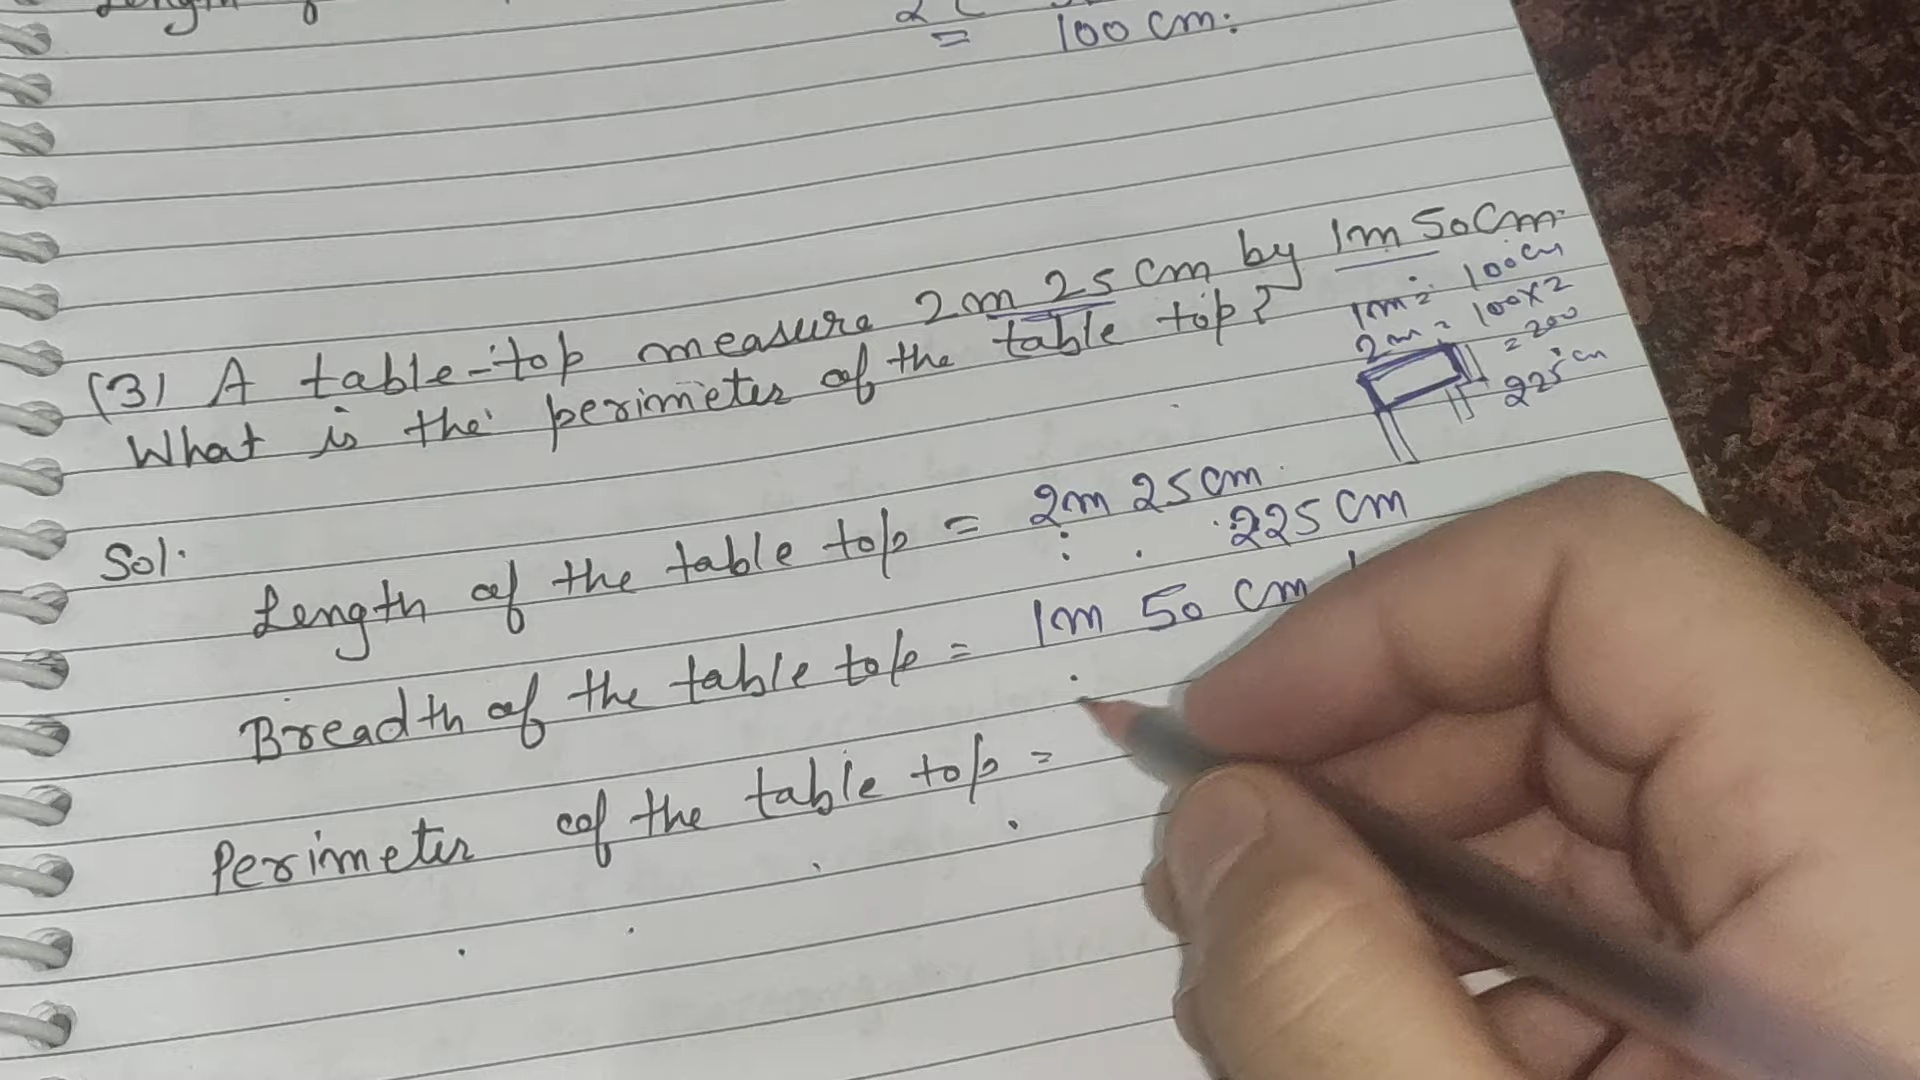 Length
= 100 cm.
(3) A table-top measure 2m 25 cm by 1m 50 cm.
What is the perimeter of the table top?
1m = 100 cm
2m = 100x2
= 200
225 cm
Sol.
Length of the table top = 2m 25 cm
225 cm
Breadth of the table top = 1m 50 cm
Perimeter of the table top =